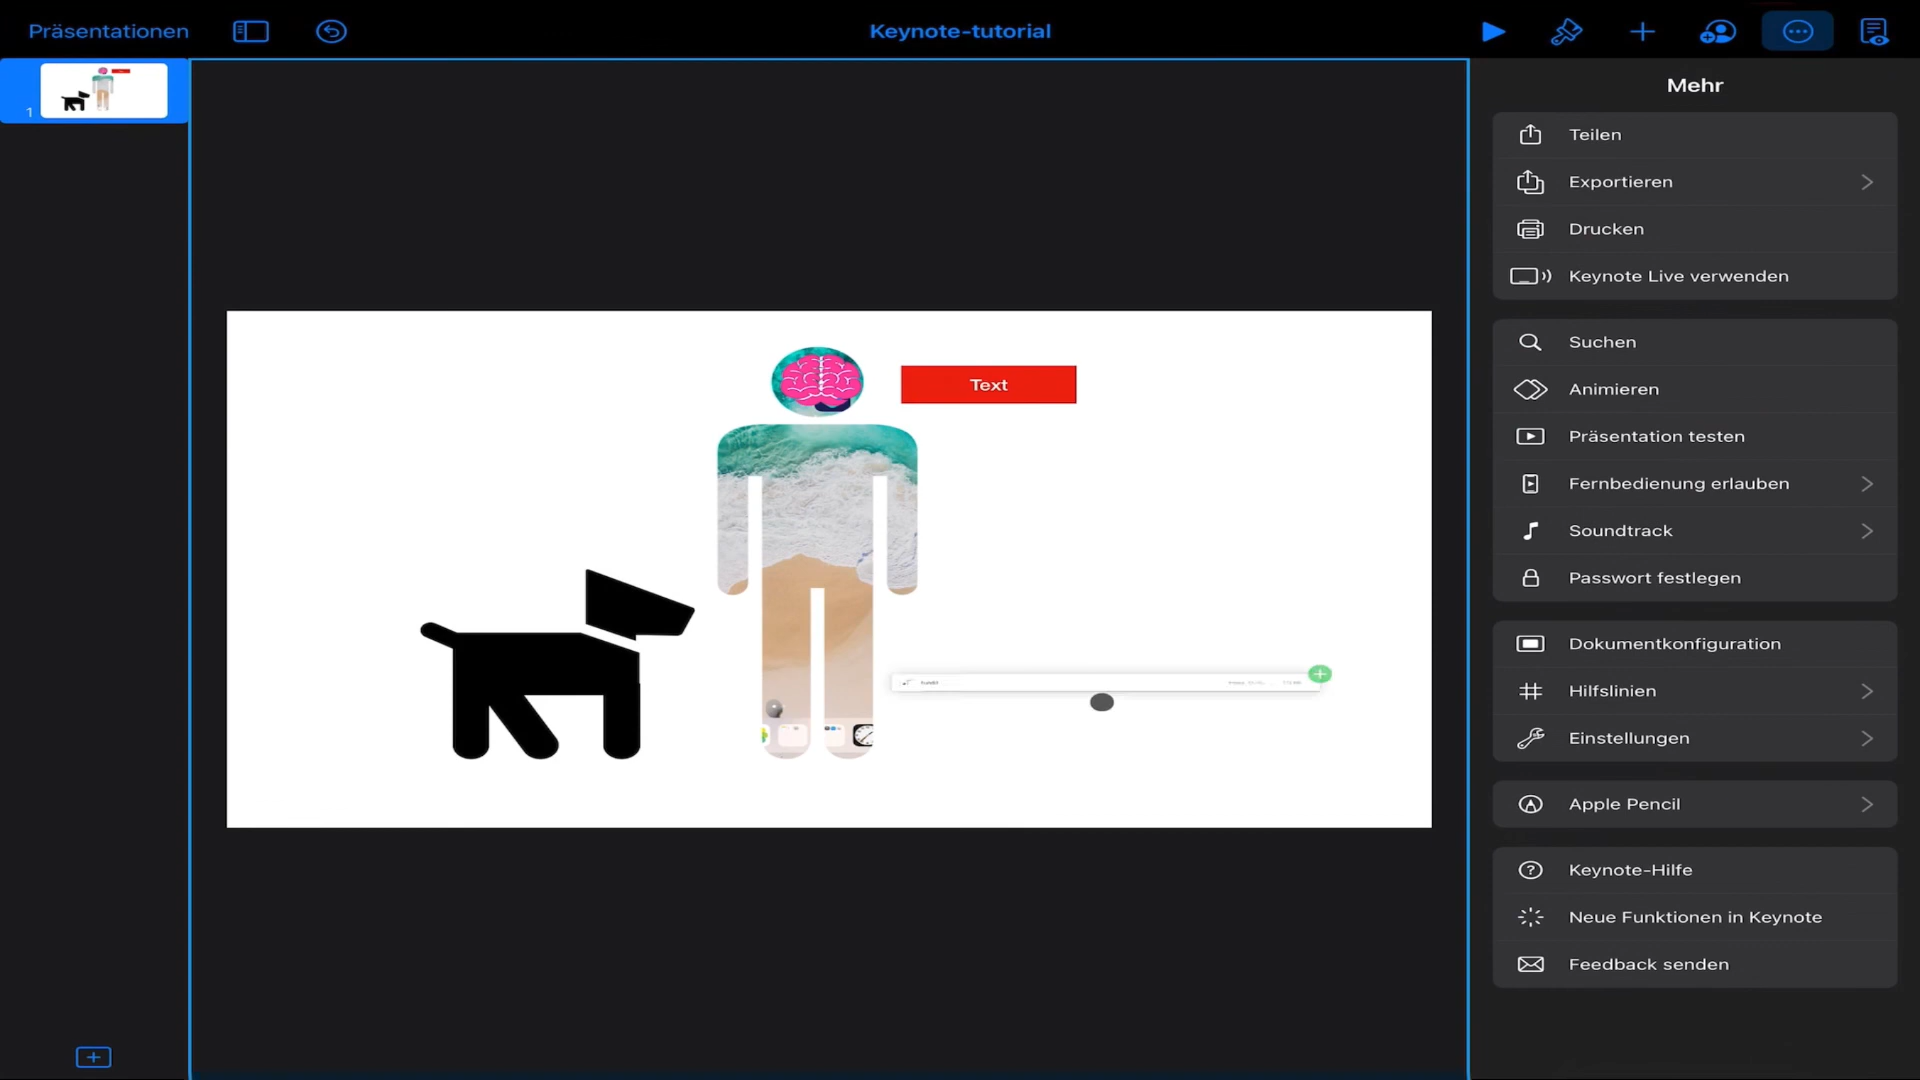 Präsentationen
Keynote-tutorial
1
Text
Mehr
Teilen
Exportieren
Drucken
Keynote Live verwenden
Suchen
Animieren
Präsentation testen
Fernbedienung erlauben
Soundtrack
Passwort festlegen
Dokumentkonfiguration
Hilfslinien
Einstellungen
Apple Pencil
Keynote-Hilfe
Neue Funktionen in Keynote
Feedback senden